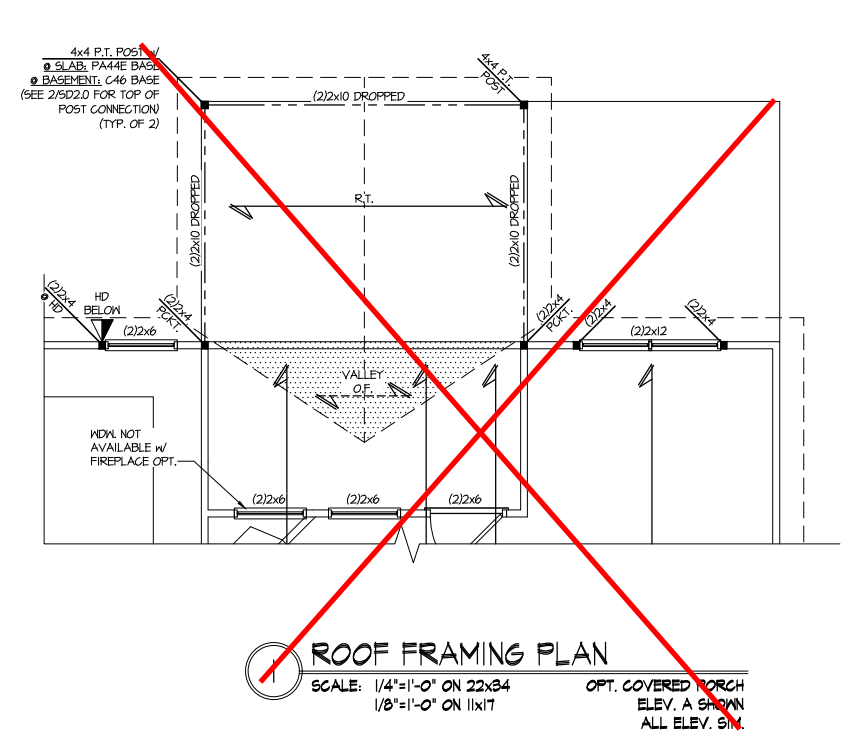 4x4 P.T. POST w/
@ SLAB: PA44E BASE
@ BASEMENT: C46 BASE
(SEE 2/SD2.0 FOR TOP OF
POST CONNECTION)
(TYP. OF 2)
4x4 P.T.
POST
(2)2x10 DROPPED
(2)2x10 DROPPED
(2)2x10 DROPPED
R.T.
(2)2x4
@ HD
HD
BELOW
(2)2x6
(2)2x4
PCKT.
(2)2x4
PCKT.
(2)2x4
(2)2x12
(2)2x4
VALLEY
O.F.
WDW. NOT
AVAILABLE w/
FIREPLACE OPT.
(2)2x6
(2)2x6
(2)2x6
1
ROOF FRAMING PLAN
SCALE: 1/4"=1'-0" ON 22x34
1/8"=1'-0" ON 11x17
OPT. COVERED PORCH
ELEV. A SHOWN
ALL ELEV. SIM.